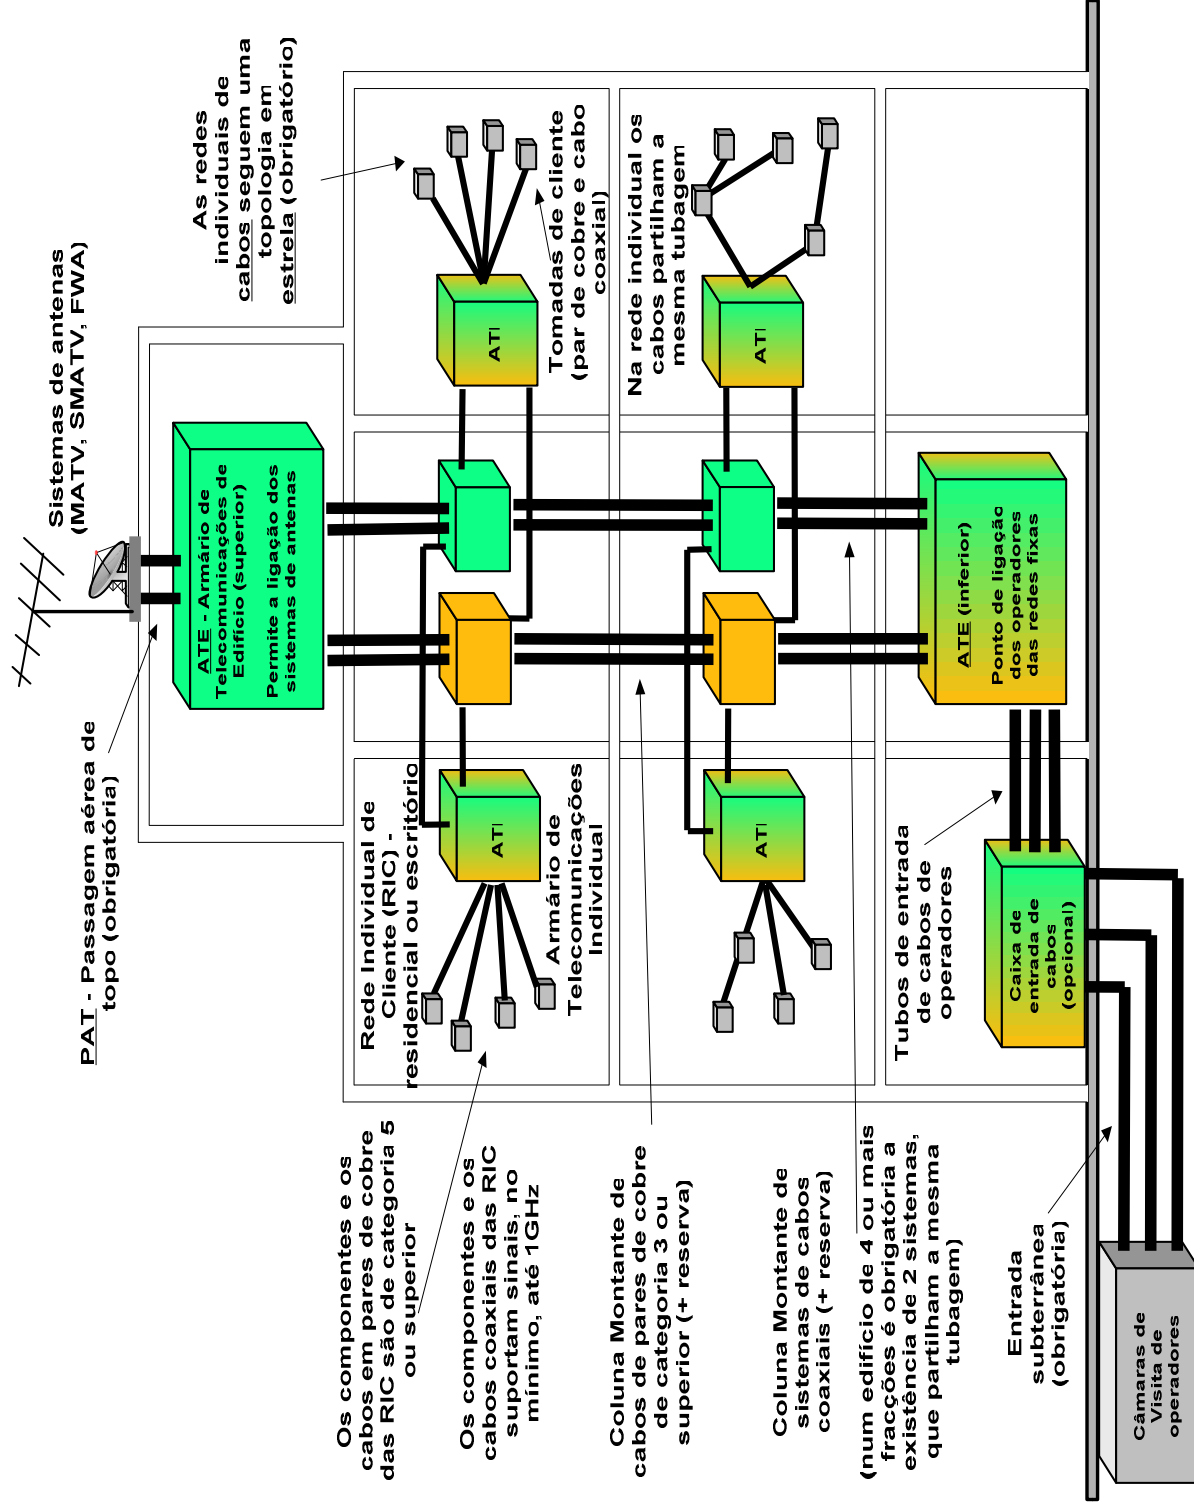 Sistemas de antenas
(MATV, SMATV, FWA)
PAT - Passagem aérea de
topo (obrigatória)
ATE - Armário de
Telecomunicações de
Edifício (superior)
Permite a ligação dos
sistemas de antenas
As redes
individuais de
cabos seguem uma
topologia em
estrela (obrigatório)
Rede Individual de
Cliente (RIC) -
residencial ou escritório
ATI
ATI
Armário de
Telecomunicações
Individual
Tomadas de cliente
(par de cobre e cabo
coaxial)
Na rede individual os
cabos partilham a
mesma tubagem
ATI
ATI
Os componentes e os
cabos em pares de cobre
das RIC são de categoria 5
ou superior
Os componentes e os
cabos coaxiais das RIC
suportam sinais, no
mínimo, até 1GHz
Coluna Montante de
cabos de pares de cobre
de categoria 3 ou
superior (+ reserva)
Coluna Montante de
sistemas de cabos
coaxiais (+ reserva)
(num edifício de 4 ou mais
fracções é obrigatória a
existência de 2 sistemas,
que partilham a mesma
tubagem)
Tubos de entrada
de cabos de
operadores
ATE (inferior)
Ponto de ligação
dos operadores
das redes fixas
Caixa de
entrada de
cabos
(opcional)
Entrada
subterrânea
(obrigatória)
Câmaras de
Visita de
operadores